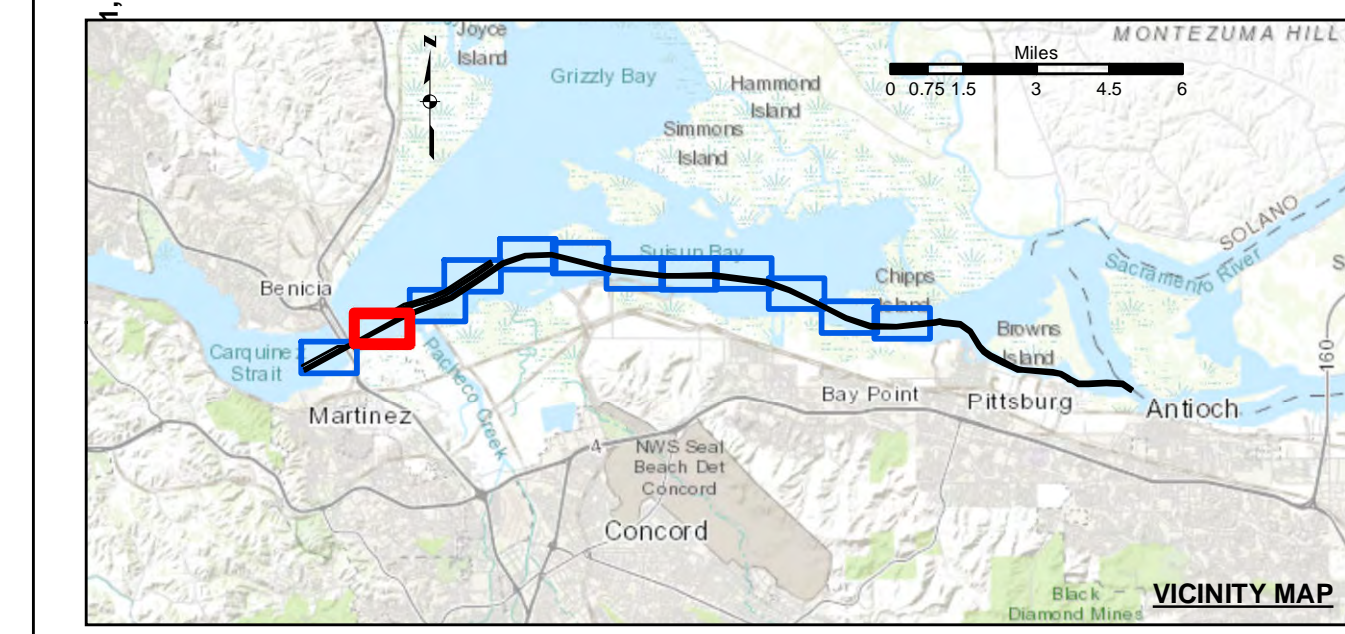 Joyce
Island
N
Grizzly Bay
Hammond
Island
Simmons
Island
MONTEZUMA HILL
Miles
0 0.75 1.5 3 4.5 6
SOLANO
Sacramento River
Suisun Bay
Chipps
Island
Benicia
Carquine
Strait
Martinez
Pacheco Creek
Browns
Island
Bay Point
Pittsburg
Antioch
160
4
NWS Seal
Beach Det
Concord
Concord
Black
Diamond Mines
VICINITY MAP